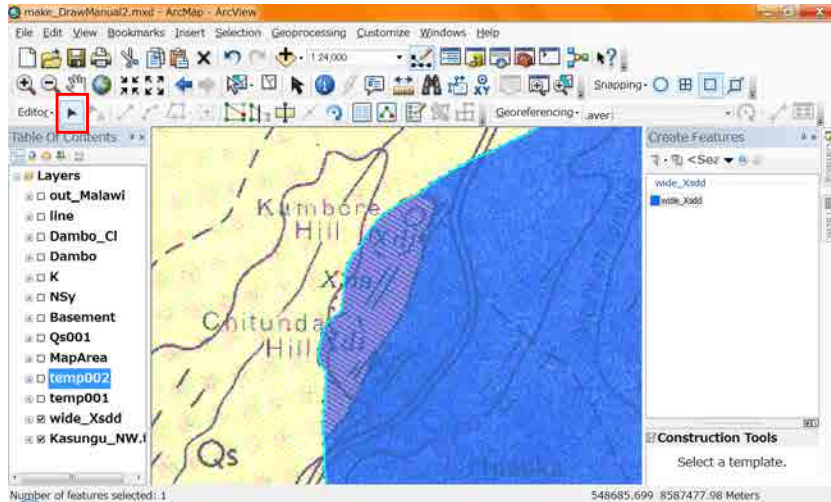 make_DrawManual2.mxd - ArcMap - ArcView
File Edit View Bookmarks Insert Selection Geoprocessing Customize Windows Help
1:24,000
Snapping
Editor
Georeferencing
Layer:
Table Of Contents
Layers
out_Malawi
line
Dambo_Cl
Dambo
K
NSy
Basement
Qs001
MapArea
temp002
temp001
wide_Xsdd
Kasungu_NW.
Kumbore
Hill
Chitunda
Hill
Qs
Create Features
wide_Xsdd
wide_Xsdd
Construction Tools
Select a template.
Number of features selected: 1
548685.699 8587477.98 Meters